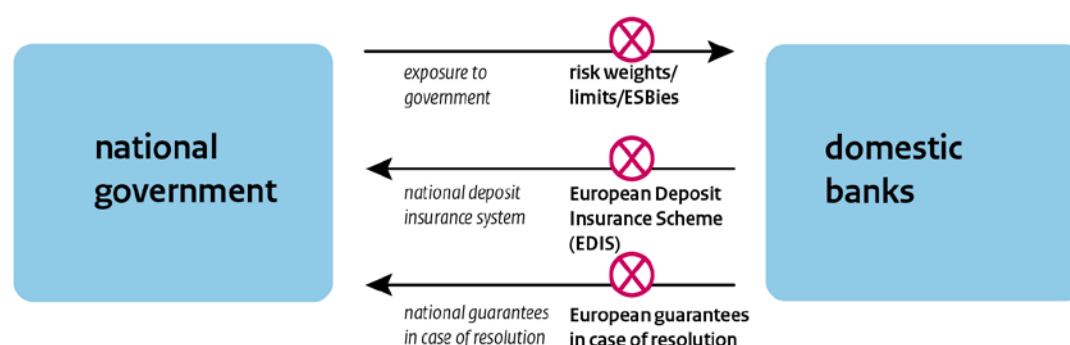 national
government
exposure to
government
risk weights/
limits/ESBies
national deposit
insurance system
European Deposit
Insurance Scheme
(EDIS)
national guarantees
in case of resolution
European guarantees
in case of resolution
domestic
banks